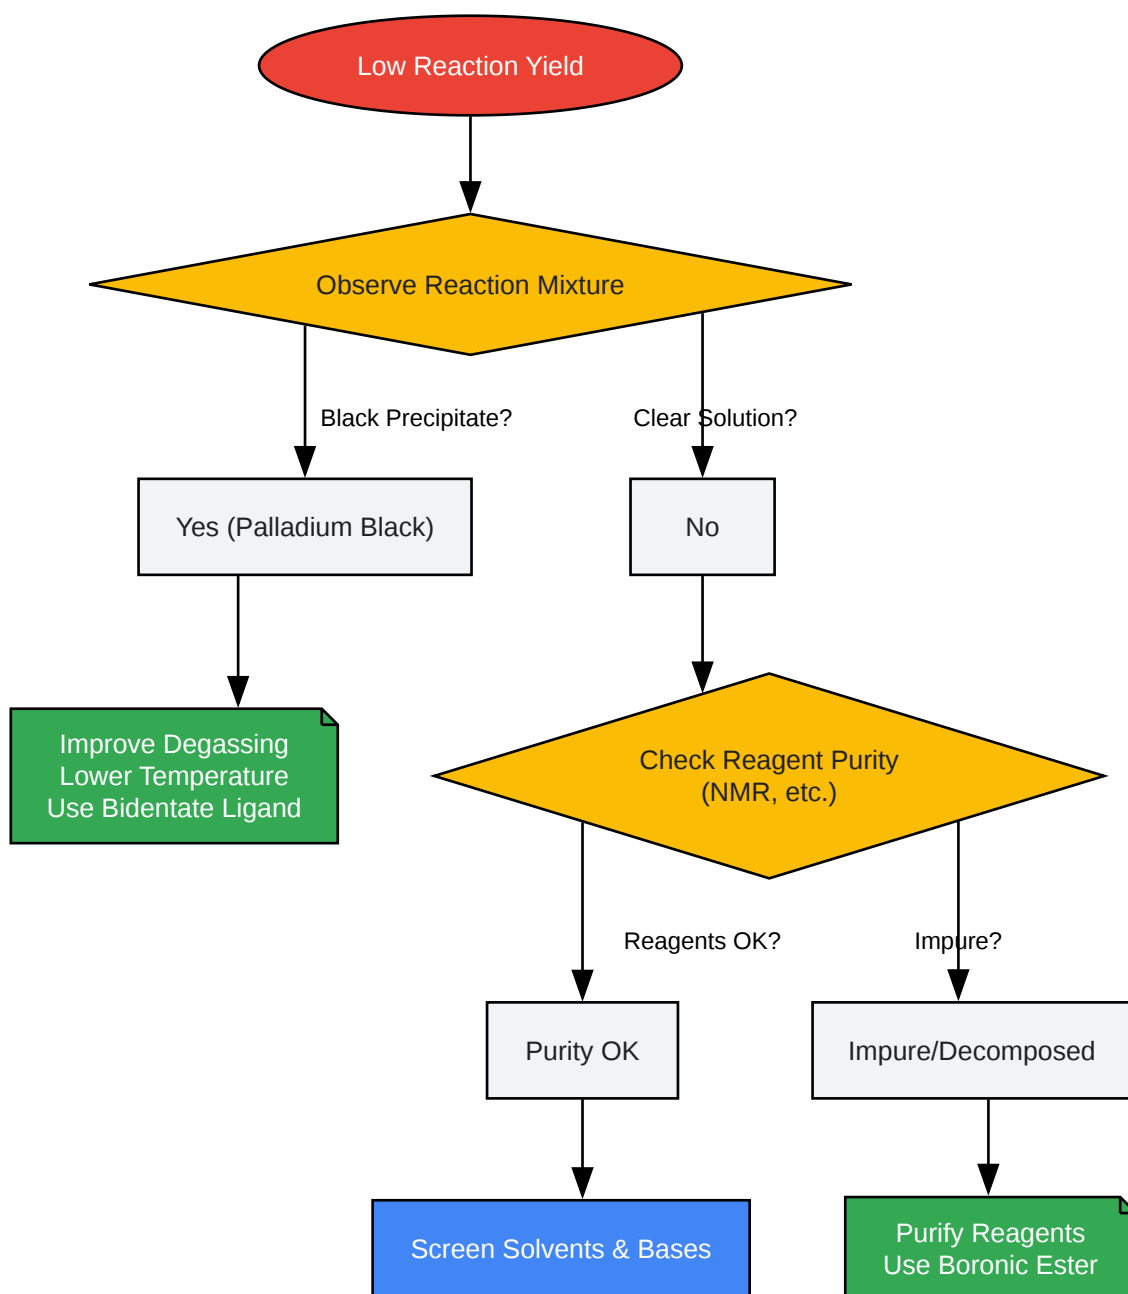 Low Reaction Yield
Observe Reaction Mixture
Black Precipitate?
Clear Solution?
Yes (Palladium Black)
No
Improve Degassing
Lower Temperature
Use Bidentate Ligand
Check Reagent Purity
(NMR, etc.)
Reagents OK?
Impure?
Purity OK
Impure/Decomposed
Screen Solvents & Bases
Purify Reagents
Use Boronic Ester